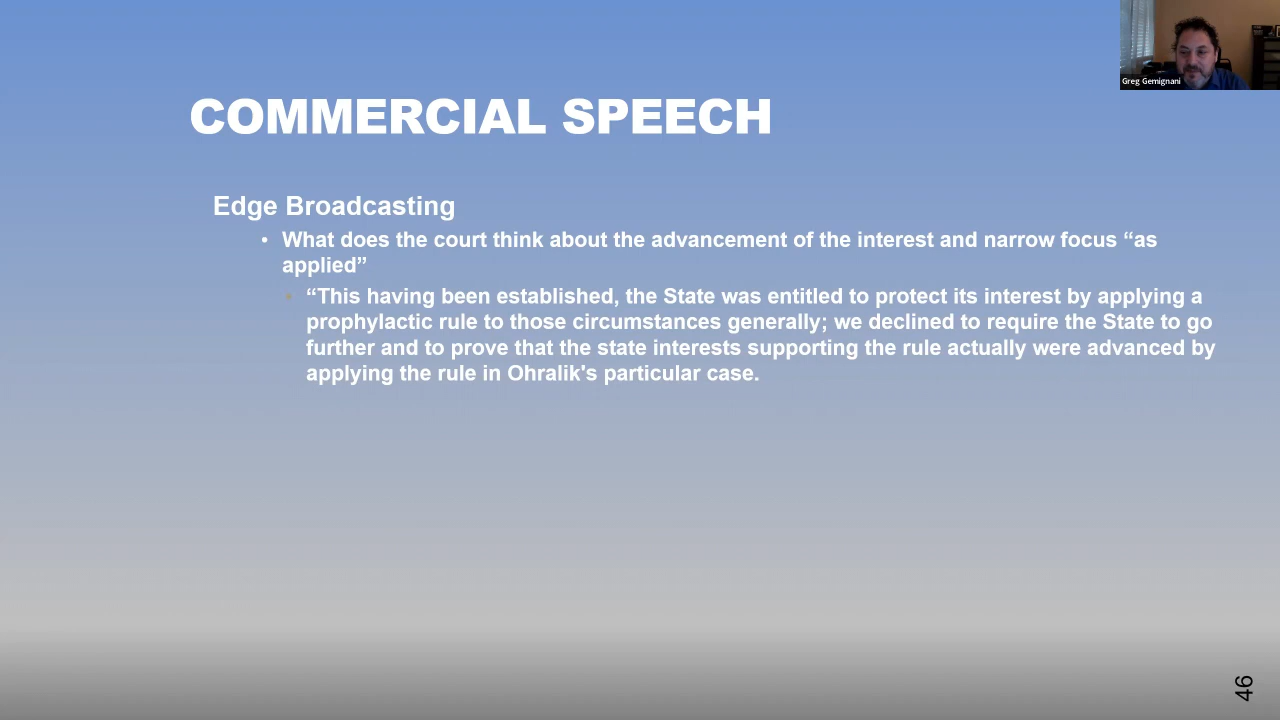 Greg Gemignani
COMMERCIAL SPEECH
Edge Broadcasting
• What does the court think about the advancement of the interest and narrow focus “as
applied”
• “This having been established, the State was entitled to protect its interest by applying a
prophylactic rule to those circumstances generally; we declined to require the State to go
further and to prove that the state interests supporting the rule actually were advanced by
applying the rule in Ohralik's particular case.
46